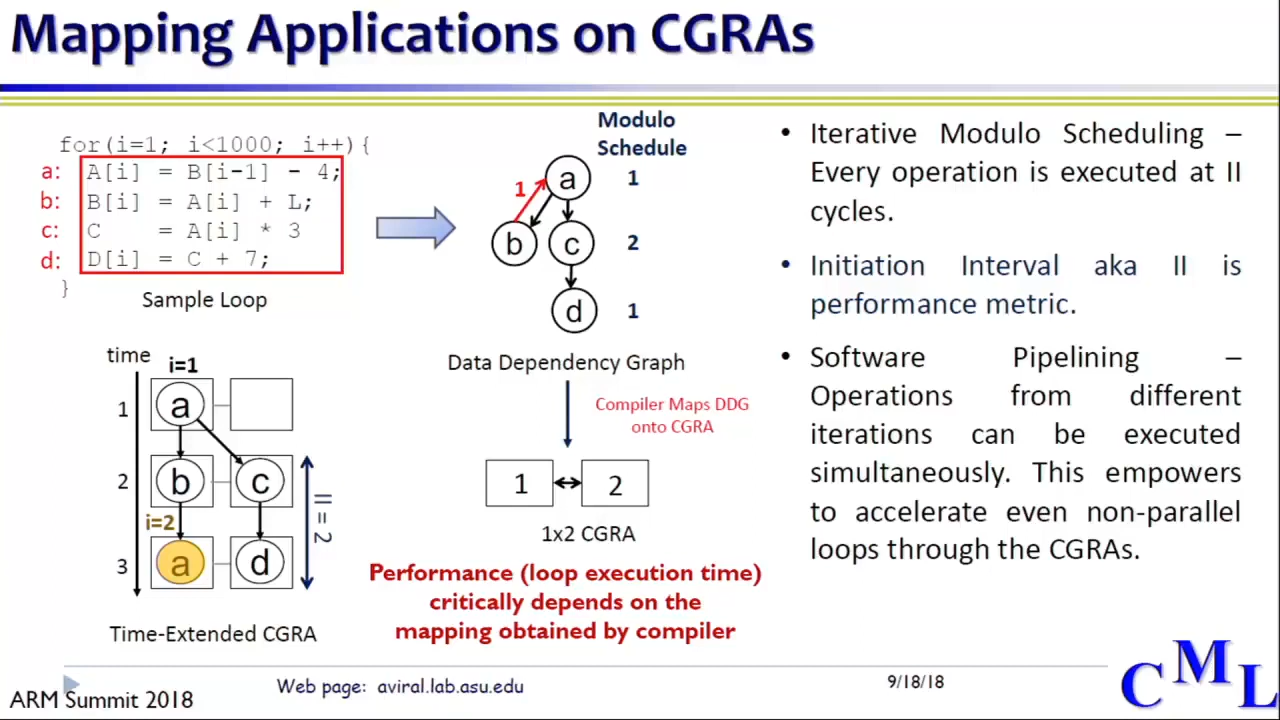 Mapping Applications on CGRAs
for(i=1; i<1000; i++){
a: A[i] = B[i-1] - 4;
b: B[i] = A[i] + L;
c: C = A[i] * 3
d: D[i] = C + 7;
}
Sample Loop
Modulo
Schedule
1 a 1
b c 2
d 1
Data Dependency Graph
Compiler Maps DDG
onto CGRA
1 2
1x2 CGRA
Performance (loop execution time)
critically depends on the
mapping obtained by compiler
time
i=1
1 a
2 b c
i=2
3 a d
II = 2
Time-Extended CGRA
• Iterative Modulo Scheduling –
Every operation is executed at II
cycles.
• Initiation Interval aka II is
performance metric.
• Software Pipelining –
Operations from different
iterations can be executed
simultaneously. This empowers
to accelerate even non-parallel
loops through the CGRAs.
ARM Summit 2018
Web page: aviral.lab.asu.edu
9/18/18
CML